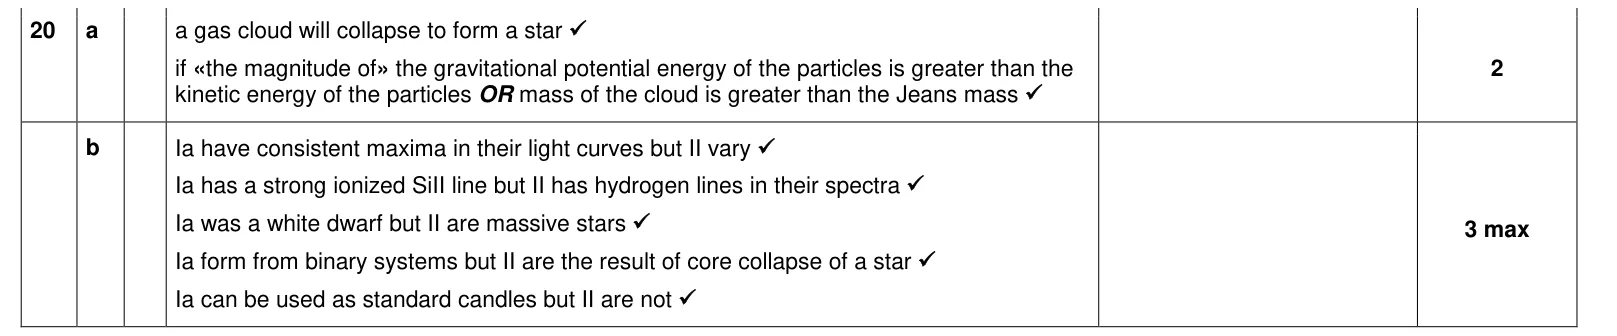 20 a a gas cloud will collapse to form a star ✓
if «the magnitude of» the gravitational potential energy of the particles is greater than the
kinetic energy of the particles OR mass of the cloud is greater than the Jeans mass ✓
2
b Ia have consistent maxima in their light curves but II vary ✓
Ia has a strong ionized SiII line but II has hydrogen lines in their spectra ✓
Ia was a white dwarf but II are massive stars ✓
Ia form from binary systems but II are the result of core collapse of a star ✓
Ia can be used as standard candles but II are not ✓
3 max